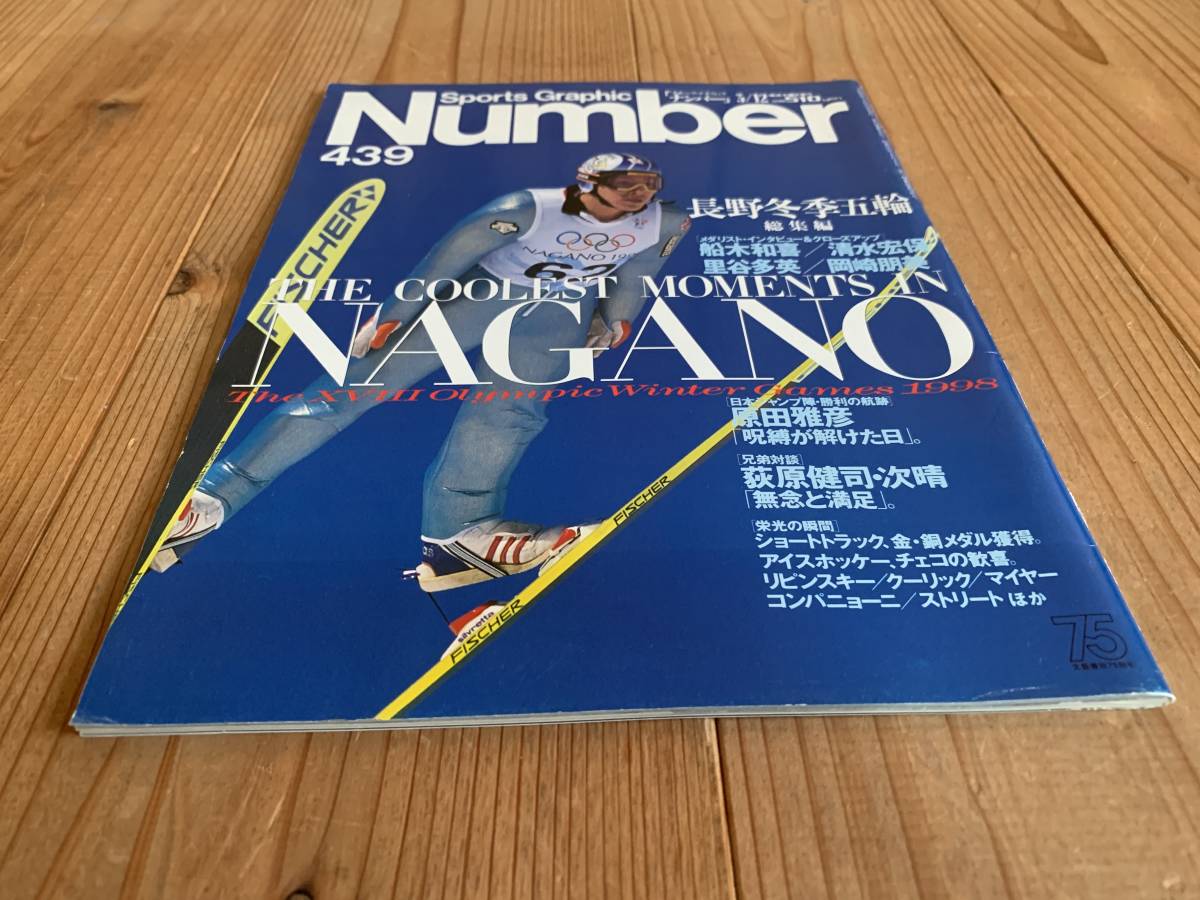 Sports Graphic
Number
439
長野冬季五輪
総集編
[メダリスト・インタビュー&クローズアップ]
船木和喜/清水宏保
里谷多英/岡崎朋美
THE COOLEST MOMENTS IN
NAGANO
The XVIII Olympic Winter Games 1998
[日本ジャンプ陣・勝利の航跡]
原田雅彦
「呪縛が解けた日」。
[兄弟対談]
荻原健司・次晴
「無念と満足」。
[栄光の瞬間]
ショートトラック、金・銅メダル獲得。
アイスホッケー、チェコの歓喜。
リピンスキー/クーリック/マイヤー
コンパニョーニ/ストリート ほか
NAGANO 199
62
FISCHER
FISCHER
silvretta
FISCHER
75